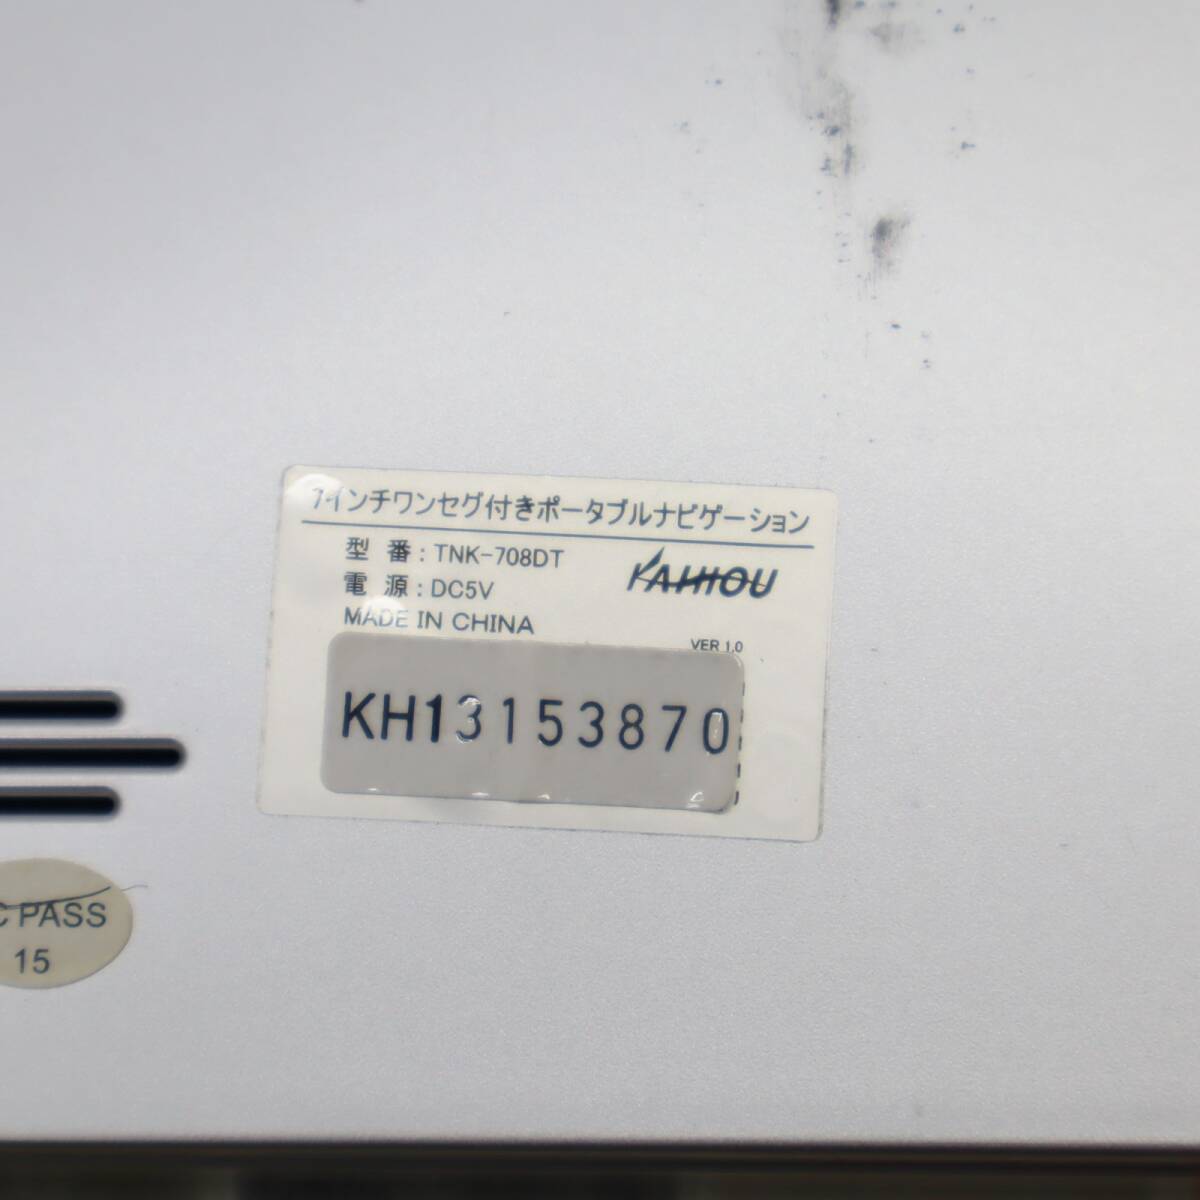 7インチワンセグ付きポータブルナビゲーション
型 番 : TNK-708DT
KAIHOU
電 源 : DC5V
MADE IN CHINA
VER 1.0
KH13153870
C PASS
15